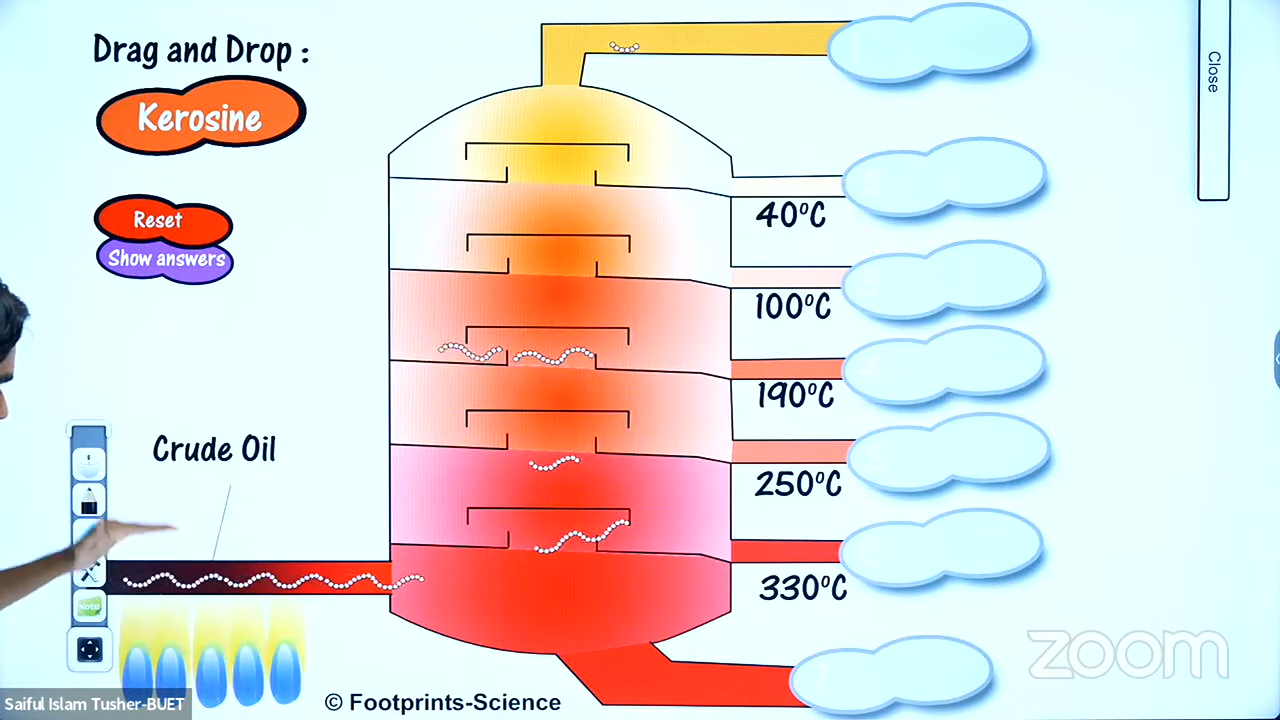 Drag and Drop :
Kerosine
Reset
Show answers
Close
40°C
100°C
190°C
250°C
330°C
Crude Oil
Note
© Footprints-Science
zoom
Saiful Islam Tusher-BUET